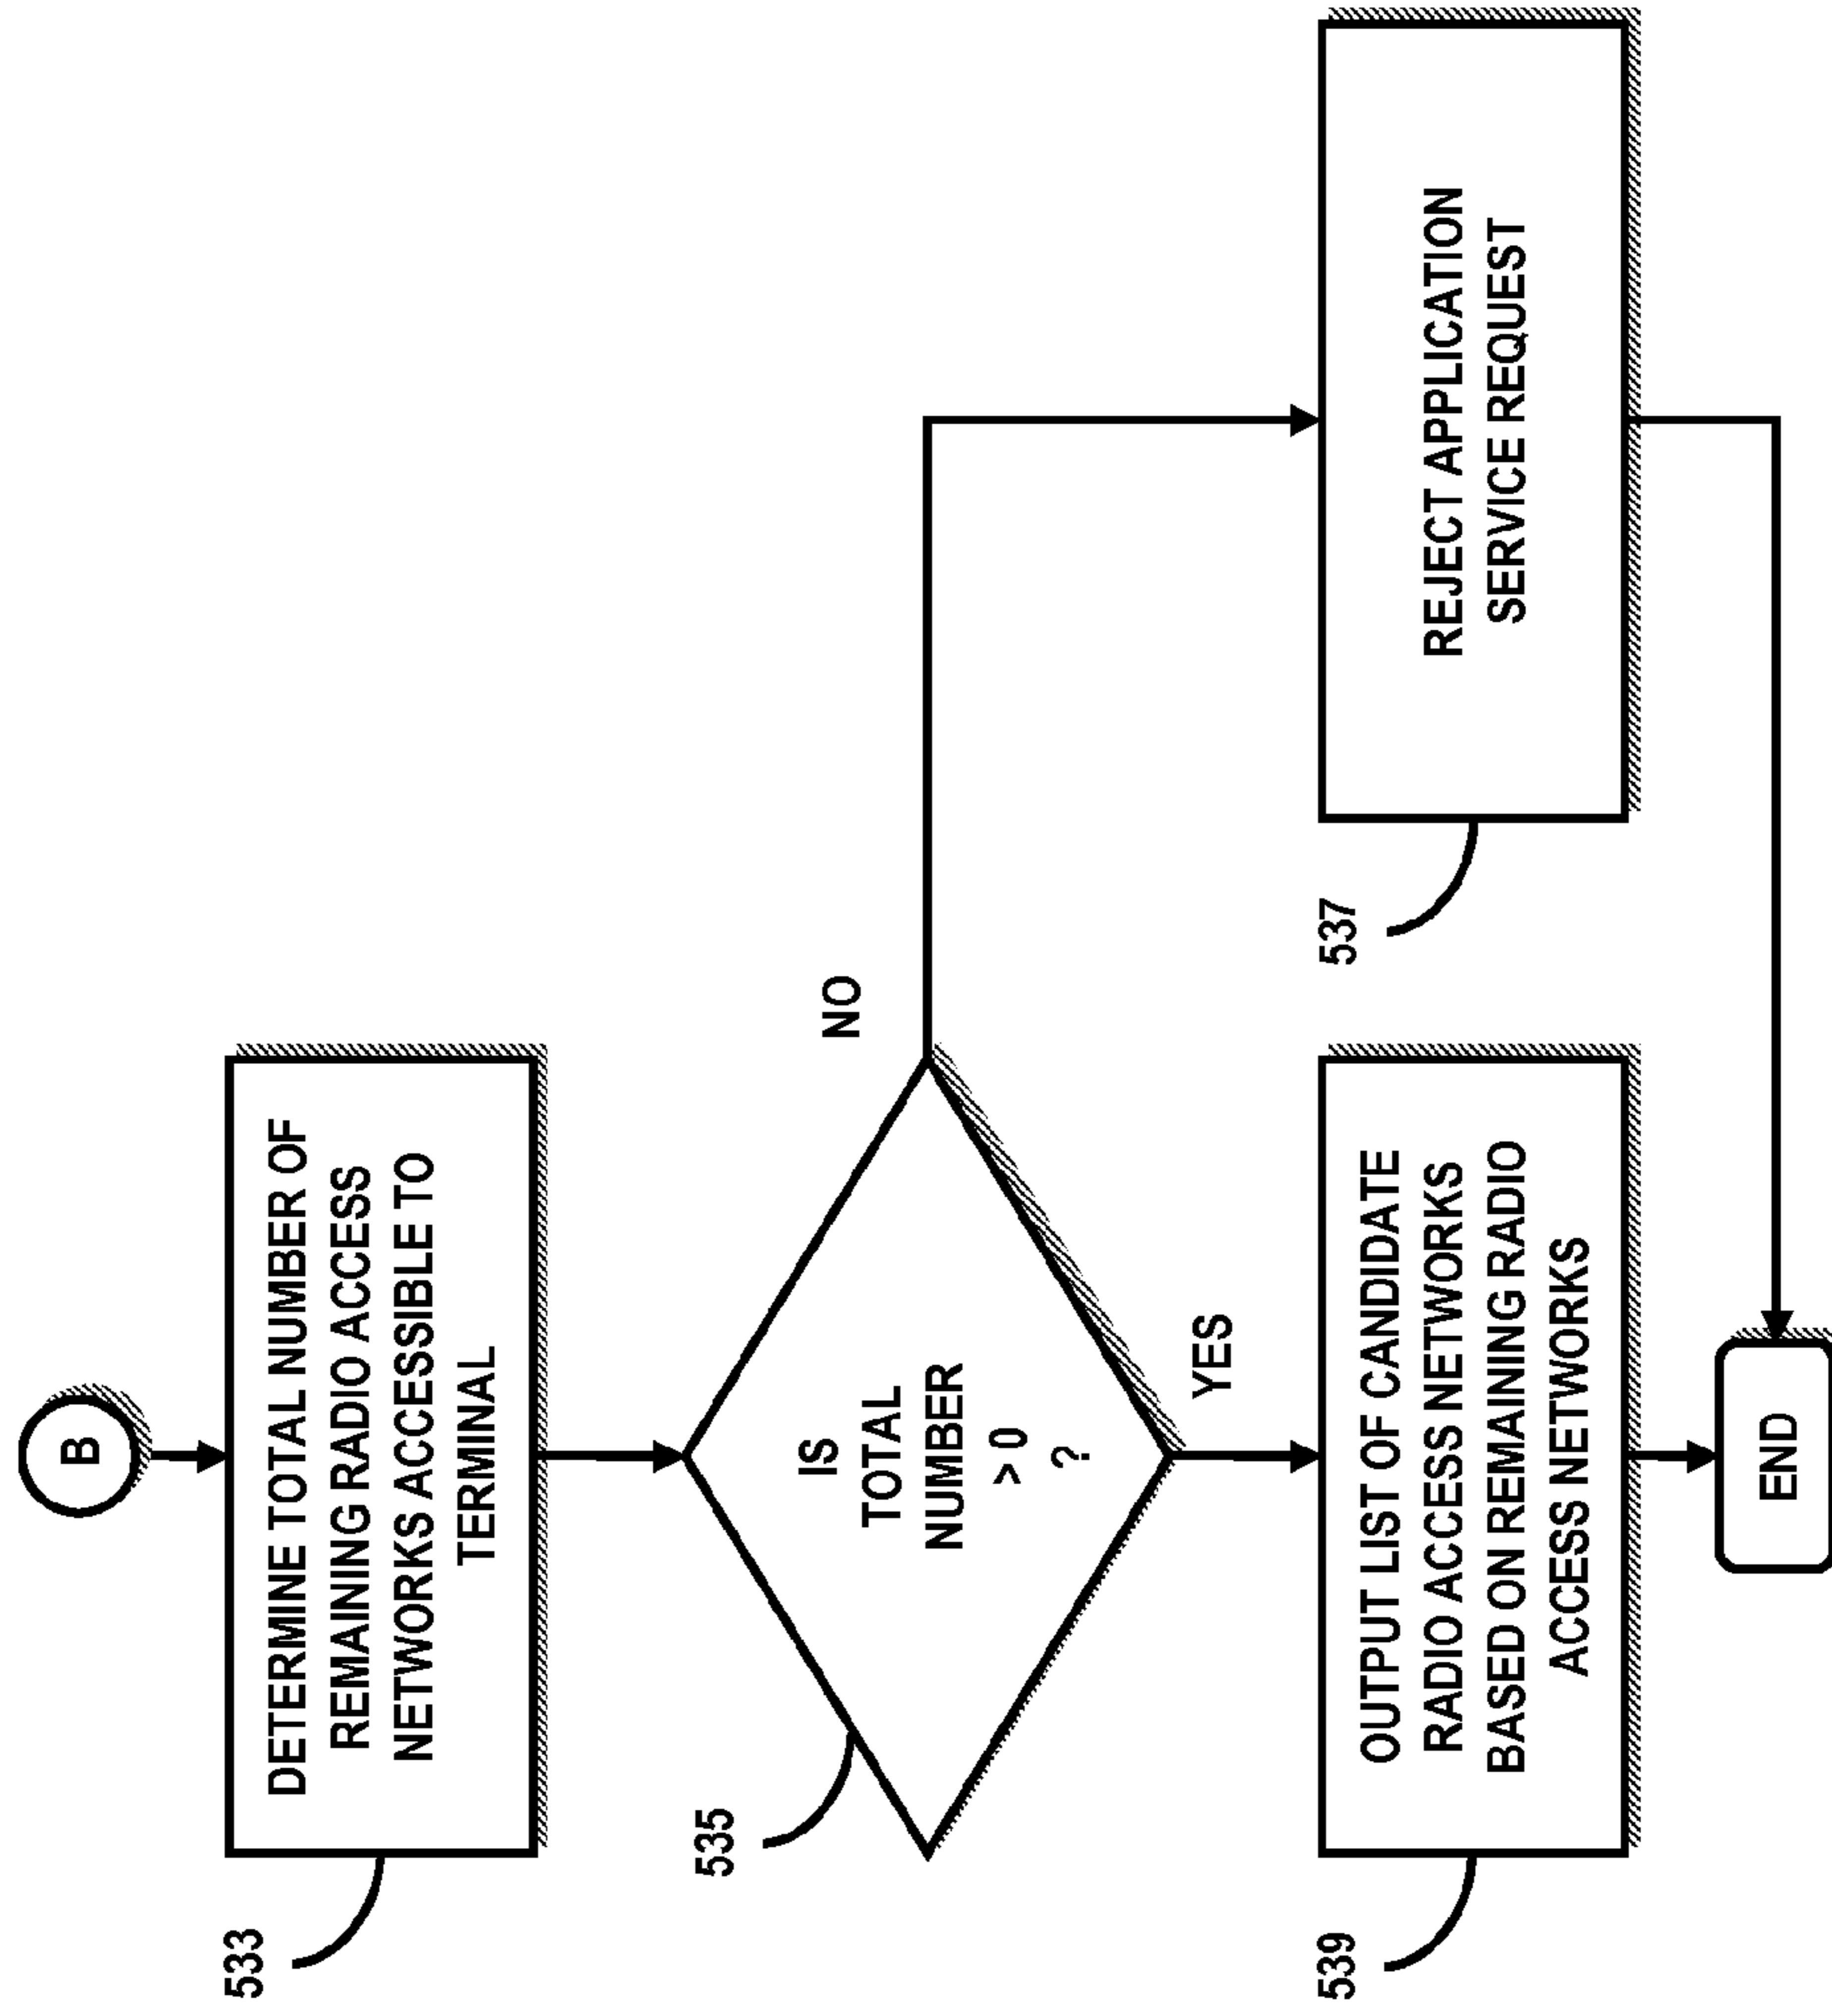 B
533
DETERMINE TOTAL NUMBER OF
REMAINING RADIO ACCESS
NETWORKS ACCESSIBLE TO
TERMINAL
535
IS
TOTAL
NUMBER
> 0
?
NO
YES
539
OUTPUT LIST OF CANDIDATE
RADIO ACCESS NETWORKS
BASED ON REMAINING RADIO
ACCESS NETWORKS
537
REJECT APPLICATION
SERVICE REQUEST
END